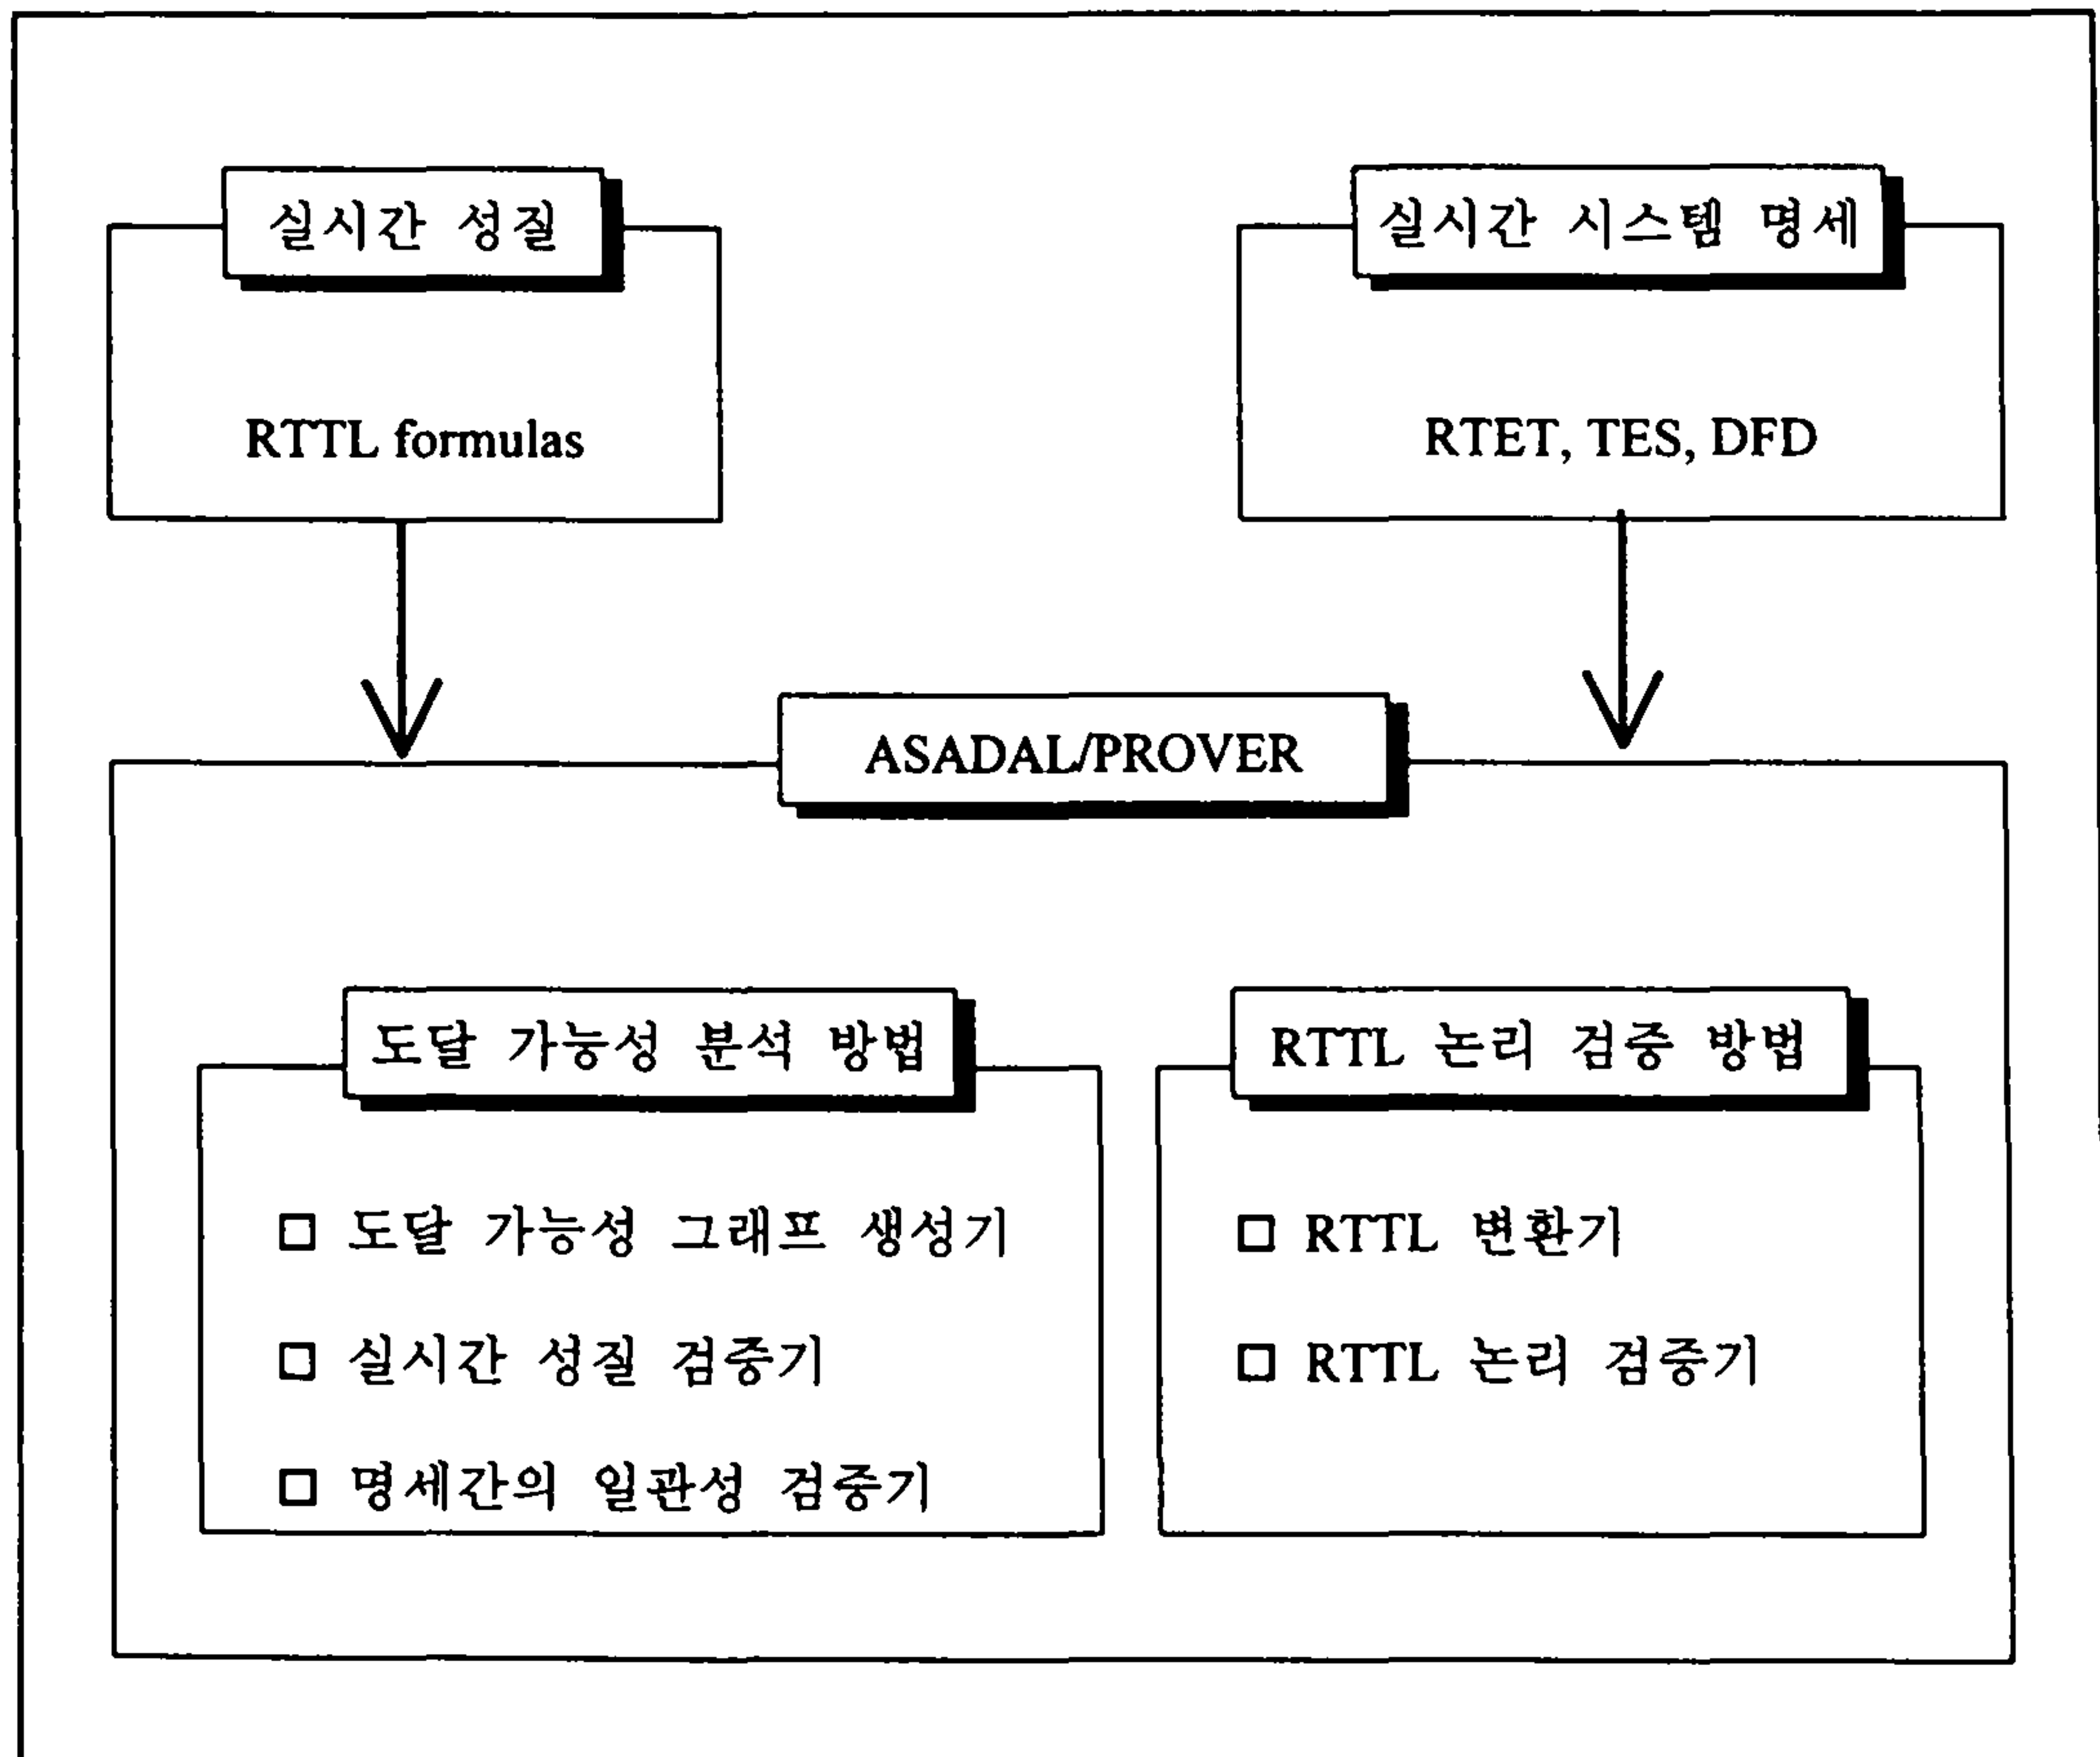 실시간 성질
실시간 시스템 명세
RTTL formulas
RTET, TES, DFD
ASADAL/PROVER
도달 가능성 분석 방법
□ 도달 가능성 그래프 생성기
□ 실시간 성질 검증기
□ 명세간의 일관성 검증기
RTTL 논리 검증 방법
□ RTTL 변환기
□ RTTL 논리 검증기